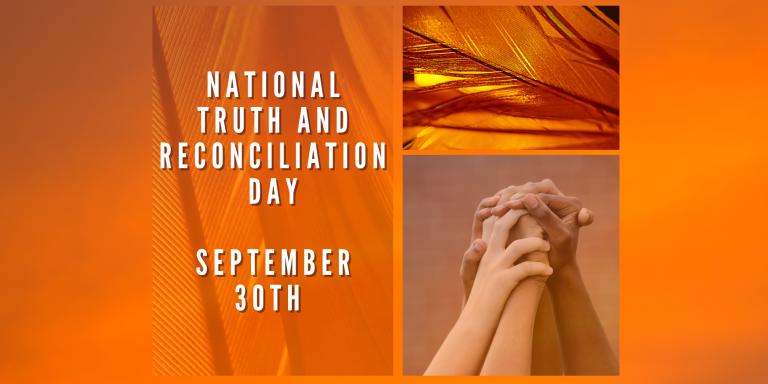 NATIONAL
TRUTH AND
RECONCILIATION
DAY
SEPTEMBER
30TH